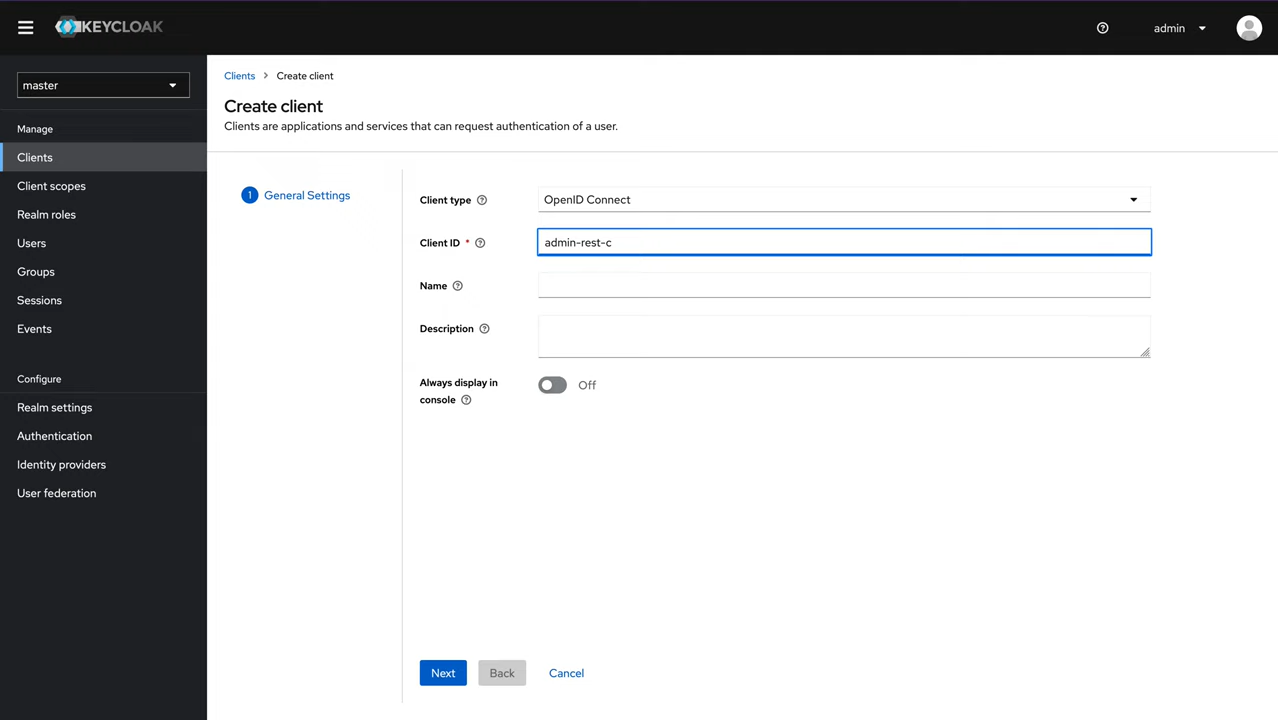 KEYCLOAK
admin
master
Manage
Clients
Client scopes
Realm roles
Users
Groups
Sessions
Events
Configure
Realm settings
Authentication
Identity providers
User federation
Clients > Create client
Create client
Clients are applications and services that can request authentication of a user.
1 General Settings
Client type
OpenID Connect
Client ID *
admin-rest-c
Name
Description
Always display in
console
Off
Next Back Cancel